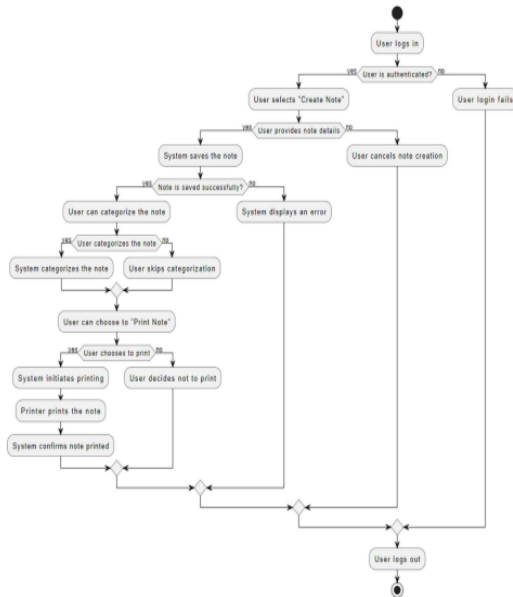 User logs in
yes
User is authenticated?
no
User selects "Create Note"
User login fails
yes
User provides note details
no
System saves the note
User cancels note creation
yes
Note is saved successfully?
no
User can categorize the note
System displays an error
yes
User categorizes the note
no
System categorizes the note
User skips categorization
User can choose to "Print Note"
yes
User chooses to print
no
System initiates printing
User decides not to print
Printer prints the note
System confirms note printed
User logs out